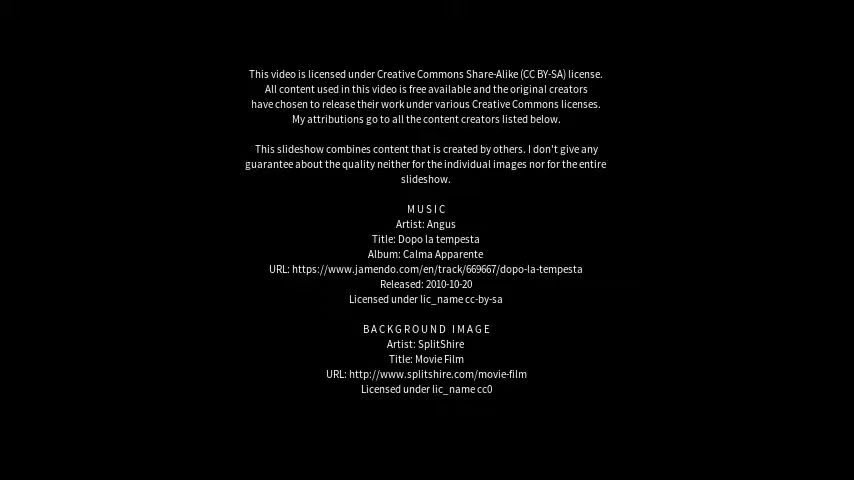 This video is licensed under Creative Commons Share-Alike (CC BY-SA) license.
All content used in this video is free available and the original creators
have chosen to release their work under various Creative Commons licenses.
My attributions go to all the content creators listed below.
This slideshow combines content that is created by others. I don't give any
guarantee about the quality neither for the individual images nor for the entire
slideshow.
MUSIC
Artist: Angus
Title: Dopo la tempesta
Album: Calma Apparente
URL: https://www.jamendo.com/en/track/669667/dopo-la-tempesta
Released: 2010-10-20
Licensed under lic_name cc-by-sa
BACKGROUND IMAGE
Artist: SplitShire
Title: Movie Film
URL: http://www.splitshire.com/movie-film
Licensed under lic_name cc0